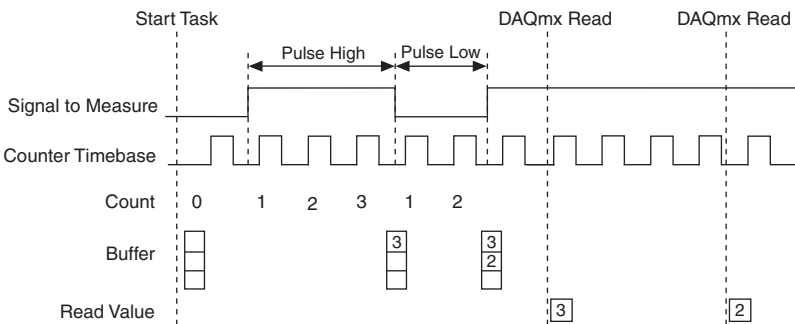 Start Task DAQmx Read DAQmx Read
Pulse High Pulse Low
Signal to Measure
Counter Timebase
Count 0 1 2 3 1 2
Buffer 3 3
2
Read Value 3 2